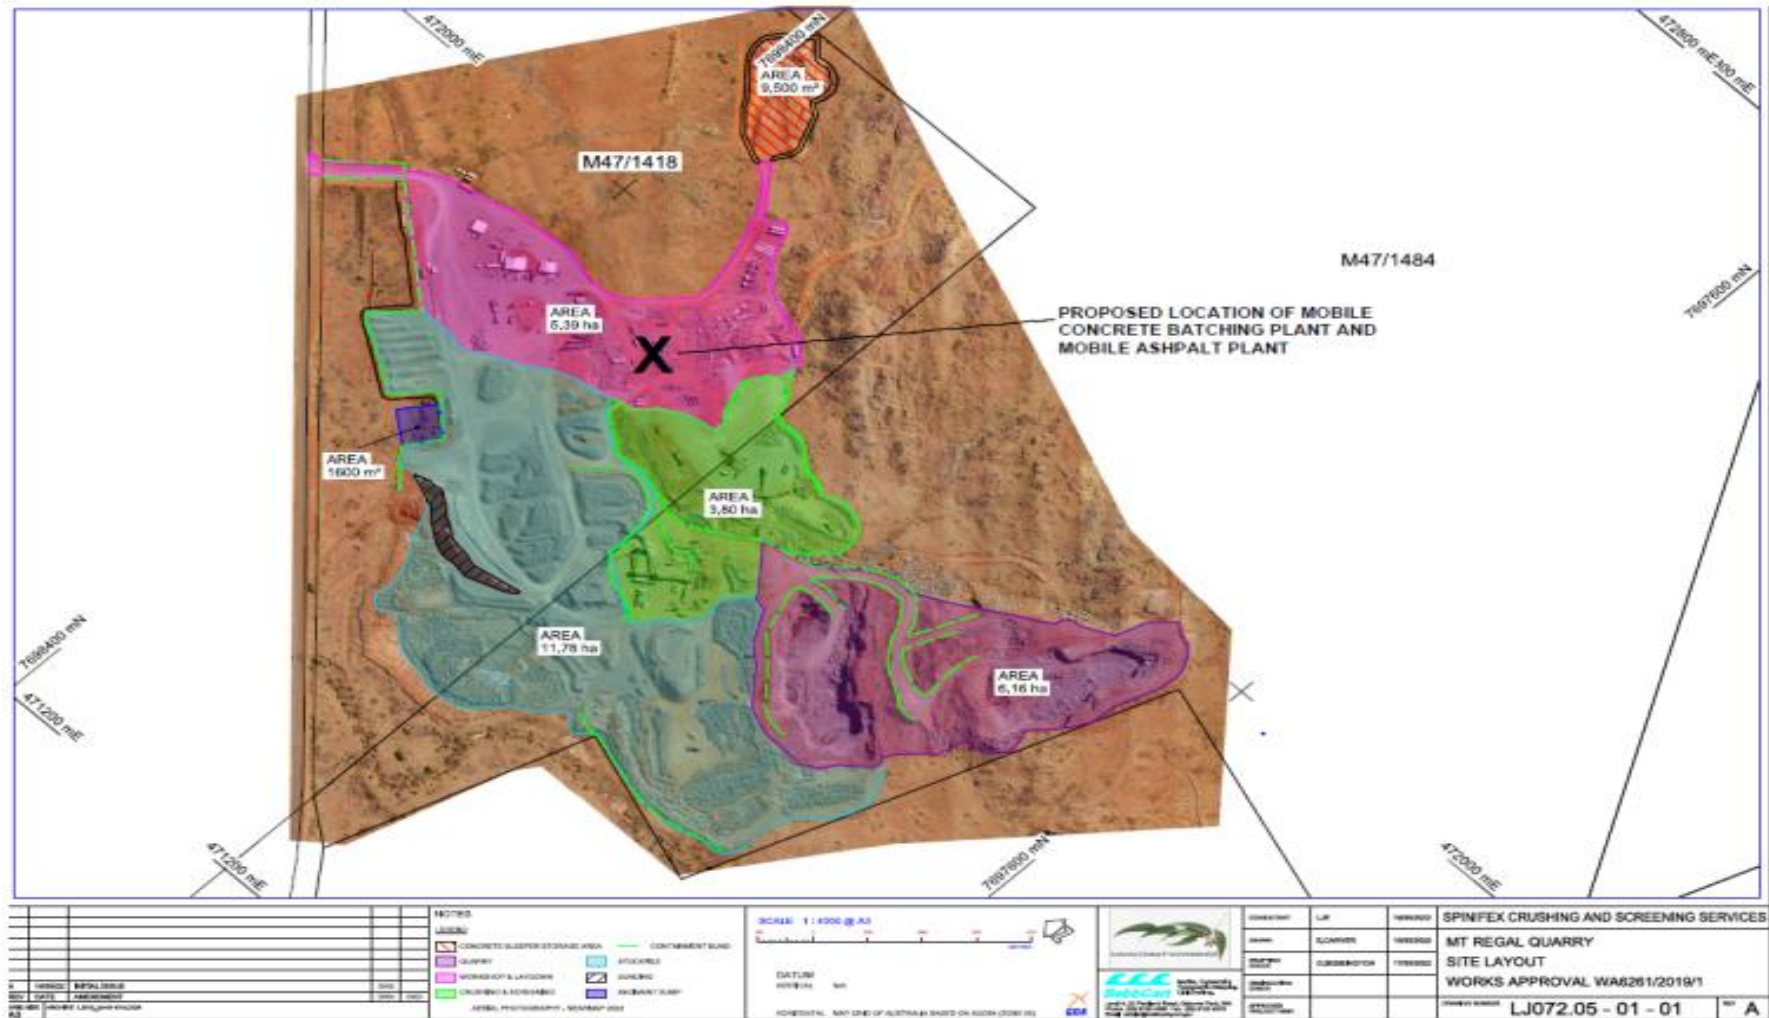 472000 mE
7698400 mN
472800 mE
AREA
9,500 m²
M47/1418
M47/1484
7697600 mN
PROPOSED LOCATION OF MOBILE
CONCRETE BATCHING PLANT AND
MOBILE ASHPALT PLANT
AREA
5,39 ha
AREA
1600 m²
AREA
3,80 ha
AREA
11,78 ha
AREA
6,16 ha
7698400 mN
471200 mE
471200 mE
7697600 mN
472000 mE
NOTES
LEGEND
CONCRETE SLEEPER STORAGE AREA
CONTAINMENT BUND
QUARRY
STOCKPILE
WORKSHOP & LAYDOWN
CRUSHING & SCREENING
SEDIMENT SUMP
SCALE 1 : 4000 @ A3
DATUM
SPINIFEX CRUSHING AND SCREENING SERVICES
MT REGAL QUARRY
SITE LAYOUT
WORKS APPROVAL WA6261/2019/1
LJ072.05 - 01 - 01
A